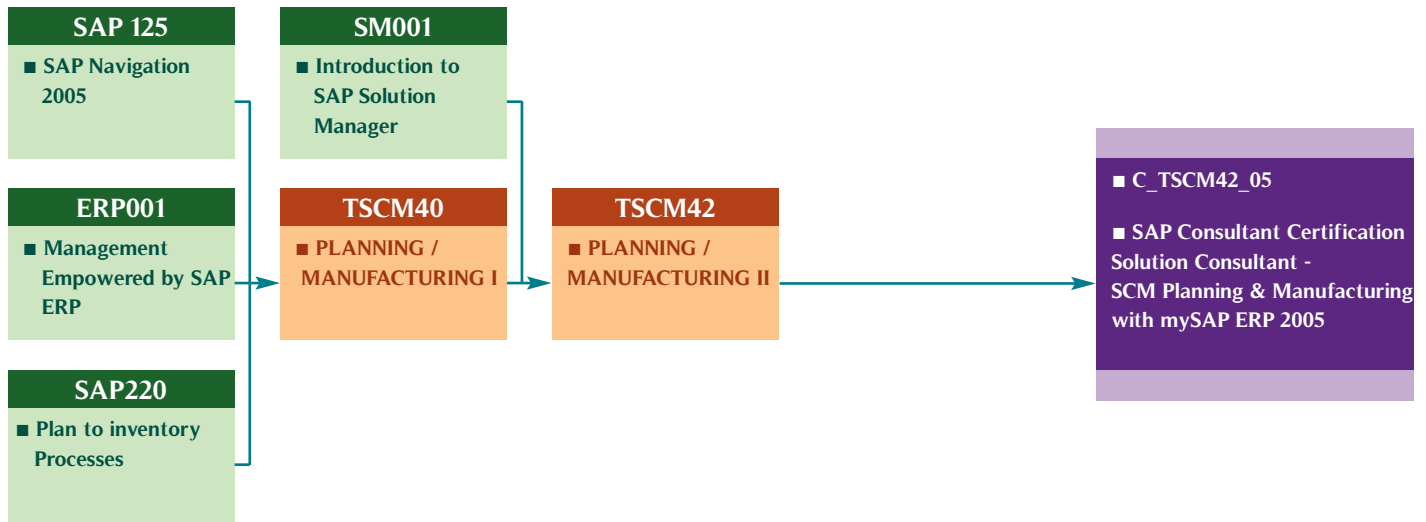 SAP 125
■ SAP Navigation
2005
SM001
■ Introduction to
SAP Solution
Manager
ERP001
■ Management
Empowered by SAP
ERP
TSCM40
■ PLANNING /
MANUFACTURING I
TSCM42
■ PLANNING /
MANUFACTURING II
■ C_TSCM42_05
■ SAP Consultant Certification
Solution Consultant -
SCM Planning & Manufacturing
with mySAP ERP 2005
SAP220
■ Plan to inventory
Processes